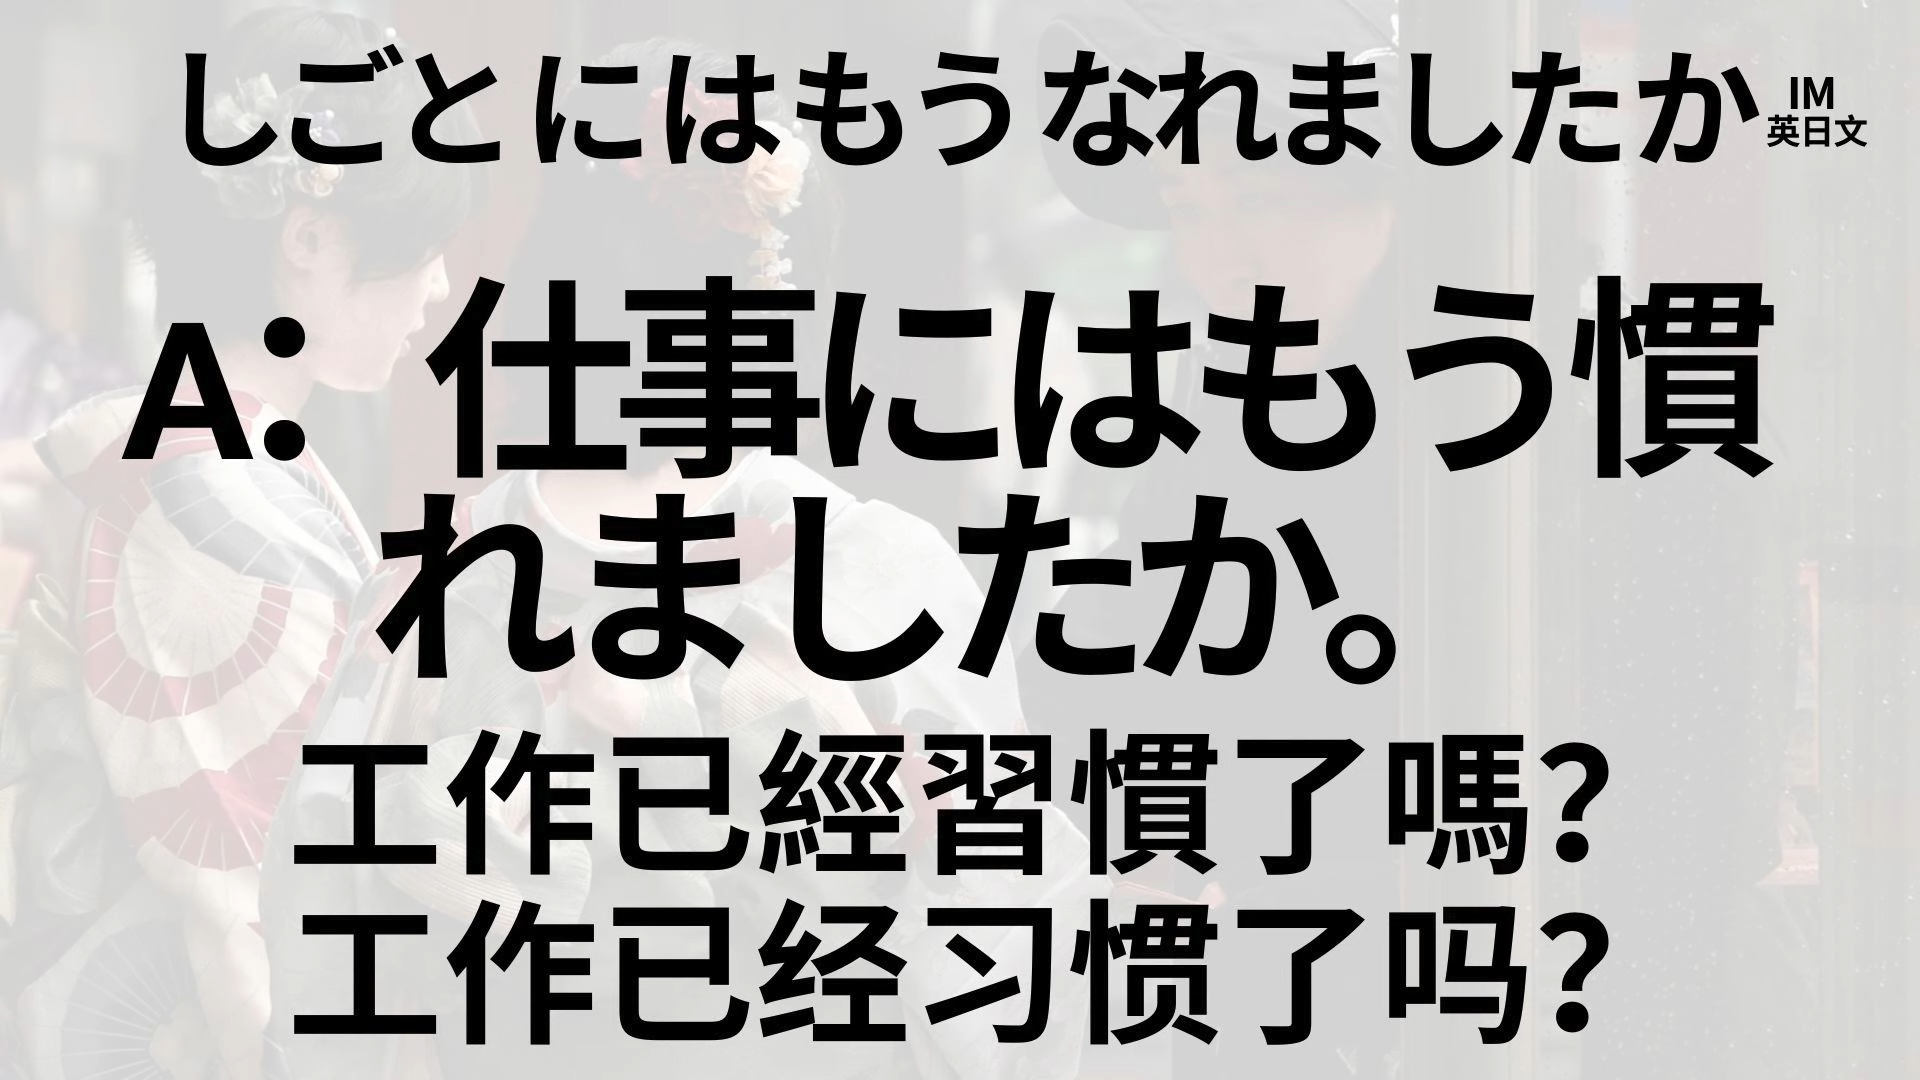 しごとにはもうなれましたか
IM
英日文
A：仕事にはもう慣
れましたか。
工作已經習慣了嗎？
工作已经习惯了吗？